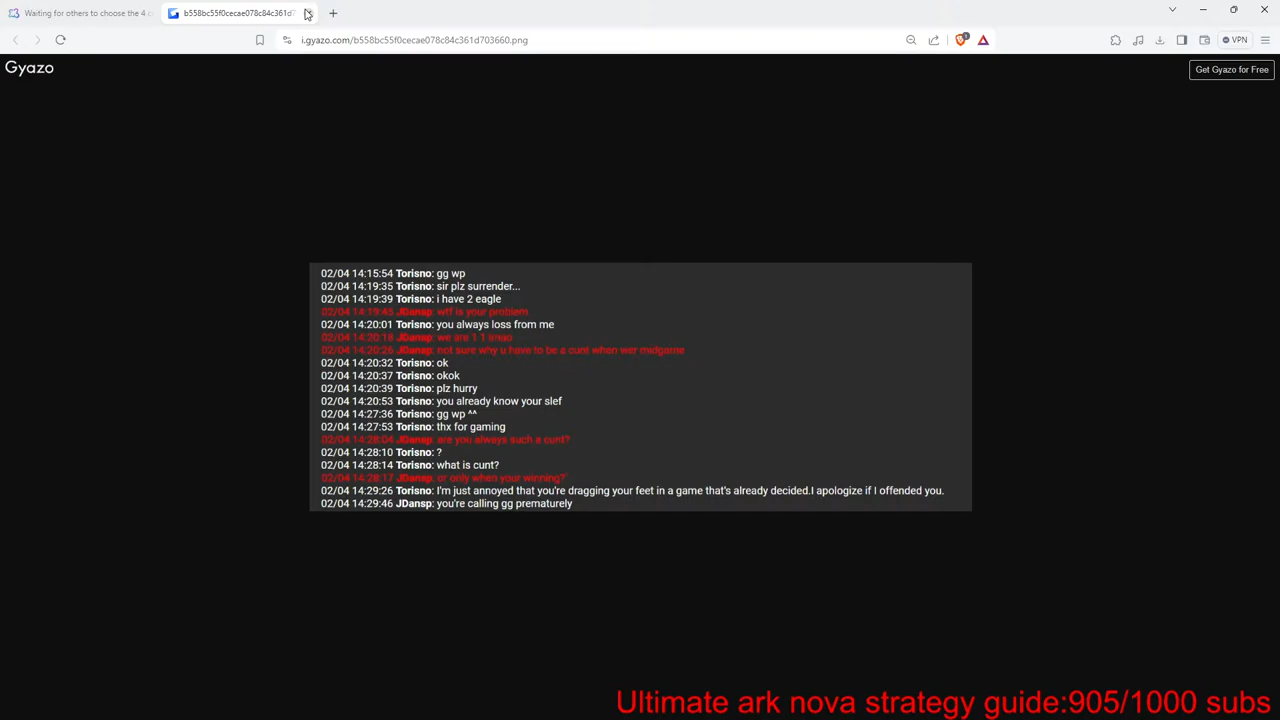 Waiting for others to choose the 4 c
b558bc55f0cecae078c84c361d7
i.gyazo.com/b558bc55f0cecae078c84c361d703660.png
VPN
Gyazo
Get Gyazo for Free
02/04 14:15:54 Torisno: gg wp
02/04 14:19:35 Torisno: sir plz surrender...
02/04 14:19:39 Torisno: i have 2 eagle
02/04 14:19:45 JDansp: wtf is your problem
02/04 14:20:01 Torisno: you always loss from me
02/04 14:20:18 JDansp: we are 1 1 lmao
02/04 14:20:26 JDansp: not sure why u have to be a cunt when wer midgame
02/04 14:20:32 Torisno: ok
02/04 14:20:37 Torisno: okok
02/04 14:20:39 Torisno: plz hurry
02/04 14:20:53 Torisno: you already know your slef
02/04 14:27:36 Torisno: gg wp ^^
02/04 14:27:53 Torisno: thx for gaming
02/04 14:28:04 JDansp: are you always such a cunt?
02/04 14:28:10 Torisno: ?
02/04 14:28:14 Torisno: what is cunt?
02/04 14:28:17 JDansp: or only when your winning?
02/04 14:29:26 Torisno: I'm just annoyed that you're dragging your feet in a game that's already decided.I apologize if I offended you.
02/04 14:29:46 JDansp: you're calling gg prematurely
Ultimate ark nova strategy guide:905/1000 subs